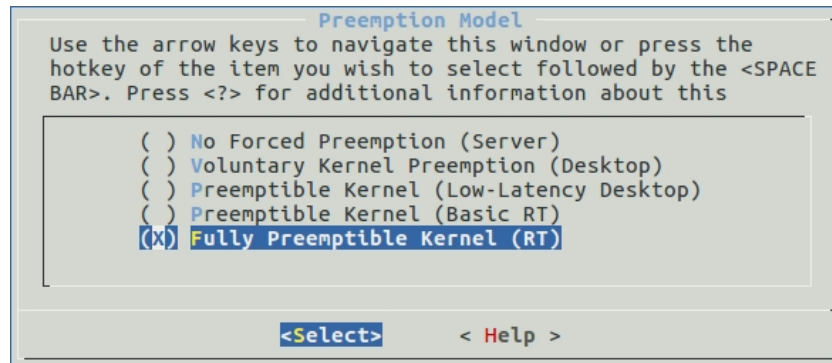 Preemption Model
Use the arrow keys to navigate this window or press the
hotkey of the item you wish to select followed by the <SPACE
BAR>. Press <?> for additional information about this
( ) No Forced Preemption (Server)
( ) Voluntary Kernel Preemption (Desktop)
( ) Preemptible Kernel (Low-Latency Desktop)
( ) Preemptible Kernel (Basic RT)
(X) Fully Preemptible Kernel (RT)
<Select> < Help >